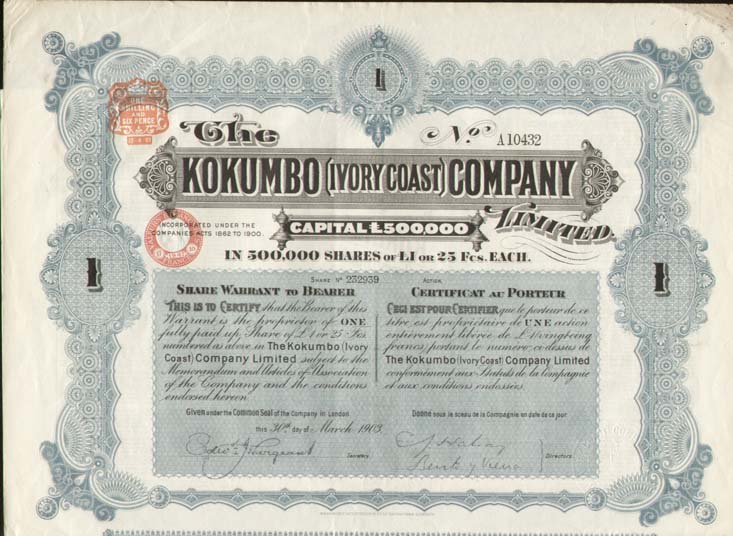 1
ONE
SHILLING
AND
SIX PENCE
The Nº A10432
KOKUMBO (IVORY COAST) COMPANY
LIMITED.
INCORPORATED UNDER THE
COMPANIES ACTS 1862 TO 1900.
CAPITAL £500,000
IN 500,000 SHARES OF £1 OR 25 FCS. EACH.
1
1
SHARE Nº 232939
SHARE WARRANT TO BEARER
THIS IS TO CERTIFY that the Bearer of this
Warrant is the proprietor of ONE
fully paid up Share of £1 or 25 Fcs
numbered as above in The Kokumbo (Ivory
Coast) Company Limited subject to the
Memorandum and Articles of Association
of the Company and the conditions
endorsed hereon.
Given under the Common Seal of the Company in London
this 30th day of March 1903.
Secretary
ACTION
CERTIFICAT AU PORTEUR
CECI EST POUR CERTIFIER que le porteur de ce
titre est propriétaire de UNE action
entièrement libérée de £1 (vingt cinq
francs) portant le numéro ci-dessus de
The Kokumbo (Ivory Coast) Company Limited
conformément aux Statuts de la Compagnie
et aux conditions endossées.
Donné sous le sceau de la Compagnie en date de ce jour
Directors